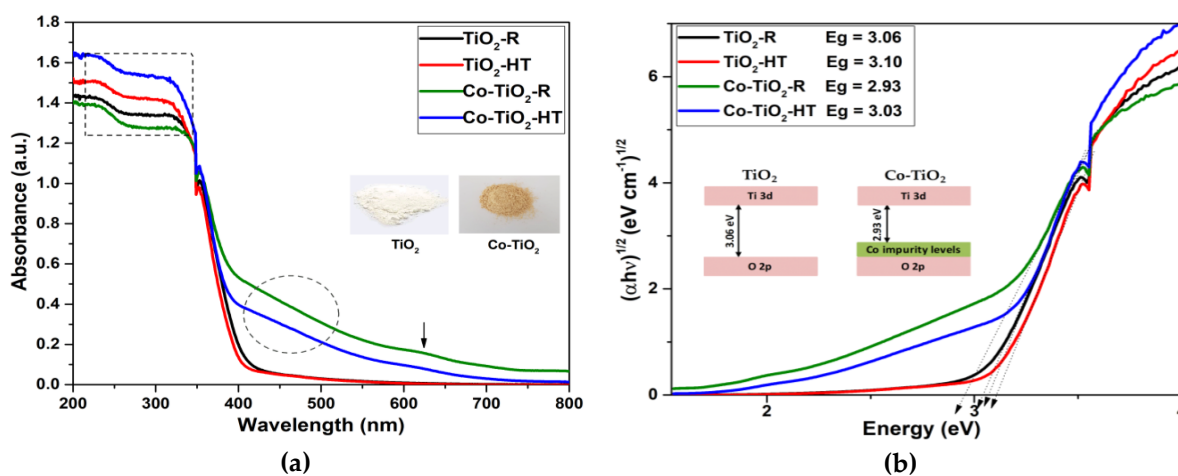 1.8
1.6
1.4
1.2
1.0
0.8
0.6
0.4
0.2
0.0
Absorbance (a.u.)
200 300 400 500 600 700 800
Wavelength (nm)
TiO₂-R
TiO₂-HT
Co-TiO₂-R
Co-TiO₂-HT
TiO₂
Co-TiO₂
(a)
6
4
2
0
(αhν)^1/2 (eV cm⁻¹)^1/2
2 3
Energy (eV)
TiO₂-R Eg = 3.06
TiO₂-HT Eg = 3.10
Co-TiO₂-R Eg = 2.93
Co-TiO₂-HT Eg = 3.03
TiO₂
Ti 3d
3.06 eV
O 2p
Co-TiO₂
Ti 3d
2.93 eV
Co impurity levels
O 2p
(b)